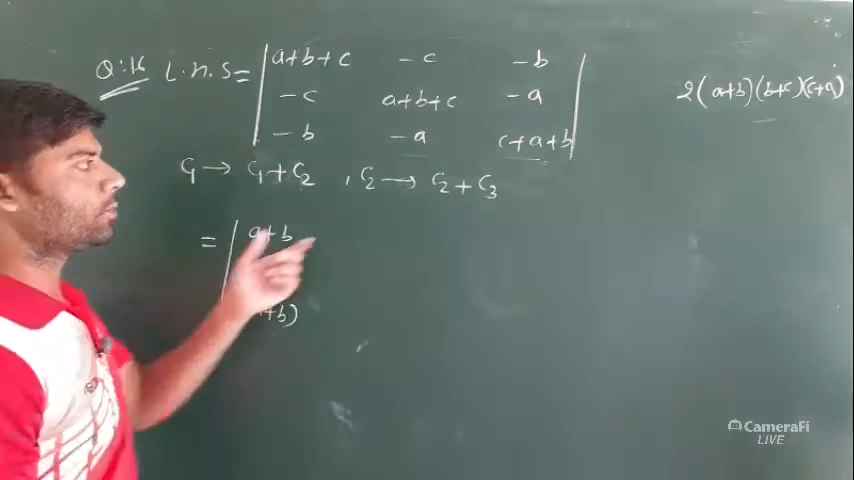 Q:16 L.H.S = | a+b+c -c -b |
-c a+b+c -a
-b -a c+a+b
2(a+b)(b+c)(c+a)
C1 → C1+C2 , C2 → C2+C3
= | a+b
+b)
CameraFi
LIVE